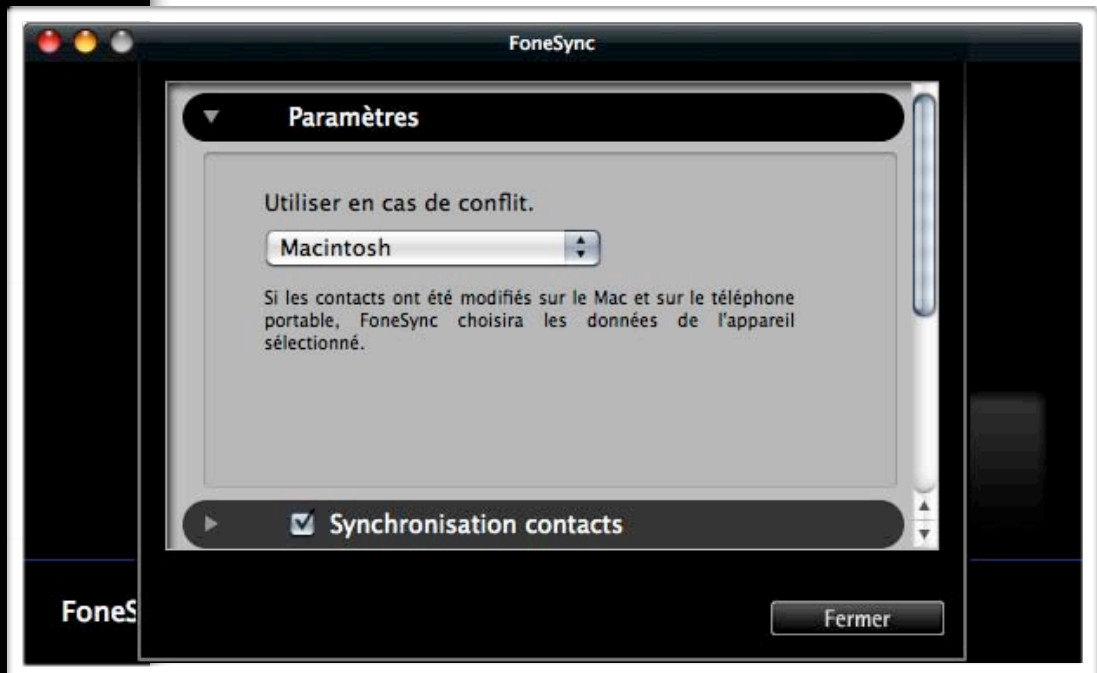 FoneSync
Paramètres
Utiliser en cas de conflit.
Macintosh
Si les contacts ont été modifiés sur le Mac et sur le téléphone
portable, FoneSync choisira les données de l'appareil
sélectionné.
Synchronisation contacts
FoneS
Fermer